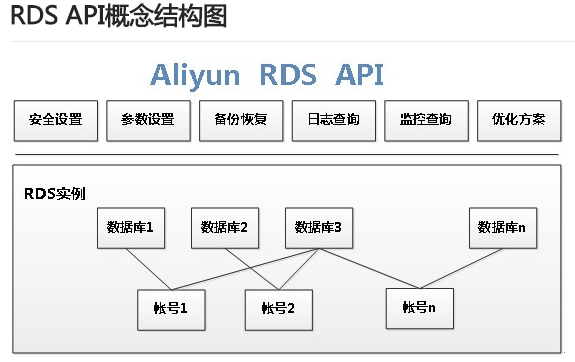 RDS API概念结构图
Aliyun RDS API
安全设置 参数设置 备份恢复 日志查询 监控查询 优化方案
RDS实例
数据库1 数据库2 数据库3 数据库n
帐号1 帐号2 帐号n